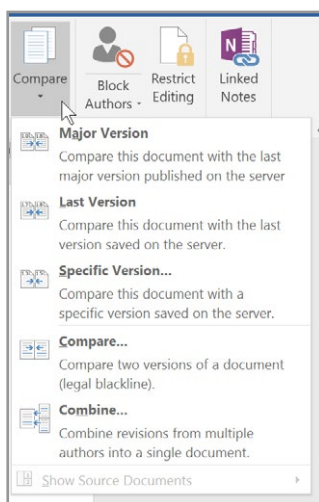 Compare
Block
Authors
Restrict
Editing
Linked
Notes
Major Version
Compare this document with the last
major version published on the server
Last Version
Compare this document with the last
version saved on the server.
Specific Version...
Compare this document with a
specific version saved on the server.
Compare...
Compare two versions of a document
(legal blackline).
Combine...
Combine revisions from multiple
authors into a single document.
Show Source Documents